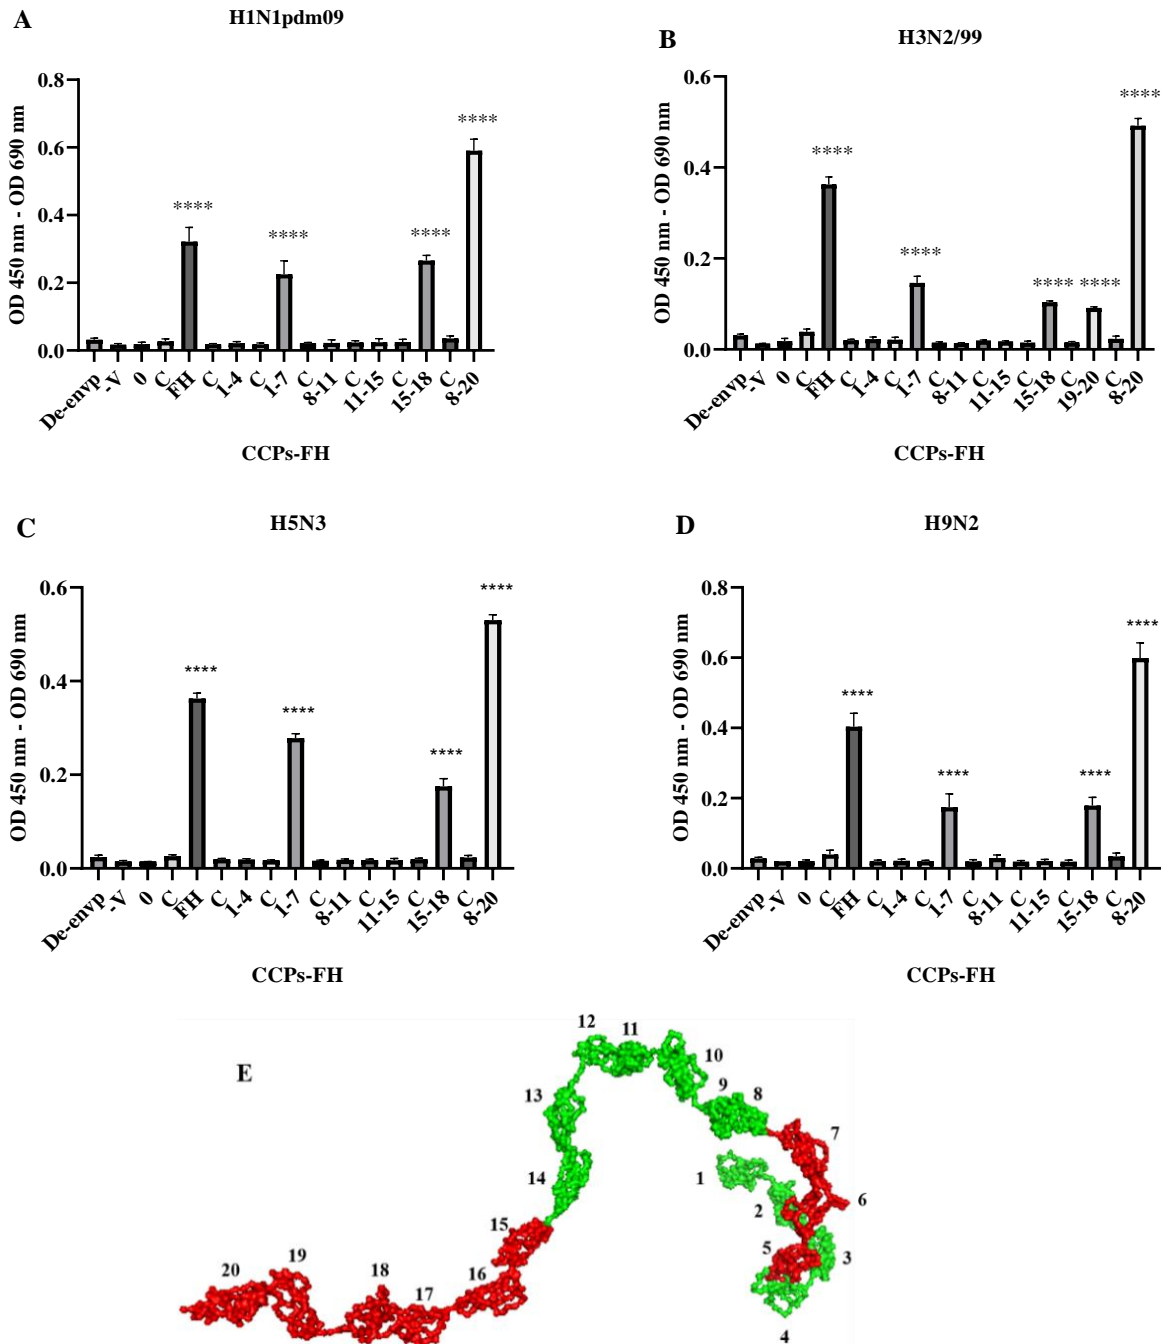 A
H1N1pdm09
OD 450 nm - OD 690 nm
0.8
0.6
0.4
0.2
0.0
**** **** **** ****
De-envp -V 0 C FH C 1-4 C 1-7 C 8-11 C 11-15 C 15-18 C 8-20
CCPs-FH
B
H3N2/99
OD 450 nm - OD 690 nm
0.6
0.4
0.2
0.0
**** **** **** **** ****
De-envp -V 0 C FH C 1-4 C 1-7 C 8-11 C 11-15 C 15-18 C 19-20 C 8-20
CCPs-FH
C
H5N3
OD 450 nm - OD 690 nm
0.6
0.4
0.2
0.0
**** **** **** ****
De-envp -V 0 C FH C 1-4 C 1-7 C 8-11 C 11-15 C 15-18 C 8-20
CCPs-FH
D
H9N2
OD 450 nm - OD 690 nm
0.8
0.6
0.4
0.2
0.0
**** **** **** ****
De-envp -V 0 C FH C 1-4 C 1-7 C 8-11 C 11-15 C 15-18 C 8-20
CCPs-FH
E
12 11
10
13 9 8
7
14 1
6
2
15 5 3
20 19 18 17 16
4